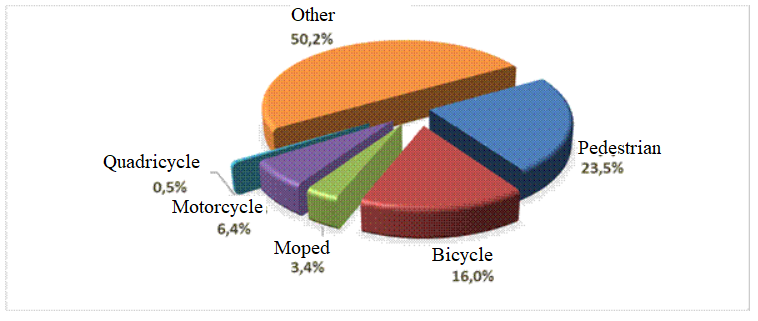 Other
50,2%
Pedestrian
23,5%
Quadricycle
0,5%
Motorcycle
6,4%
Moped
3,4%
Bicycle
16,0%